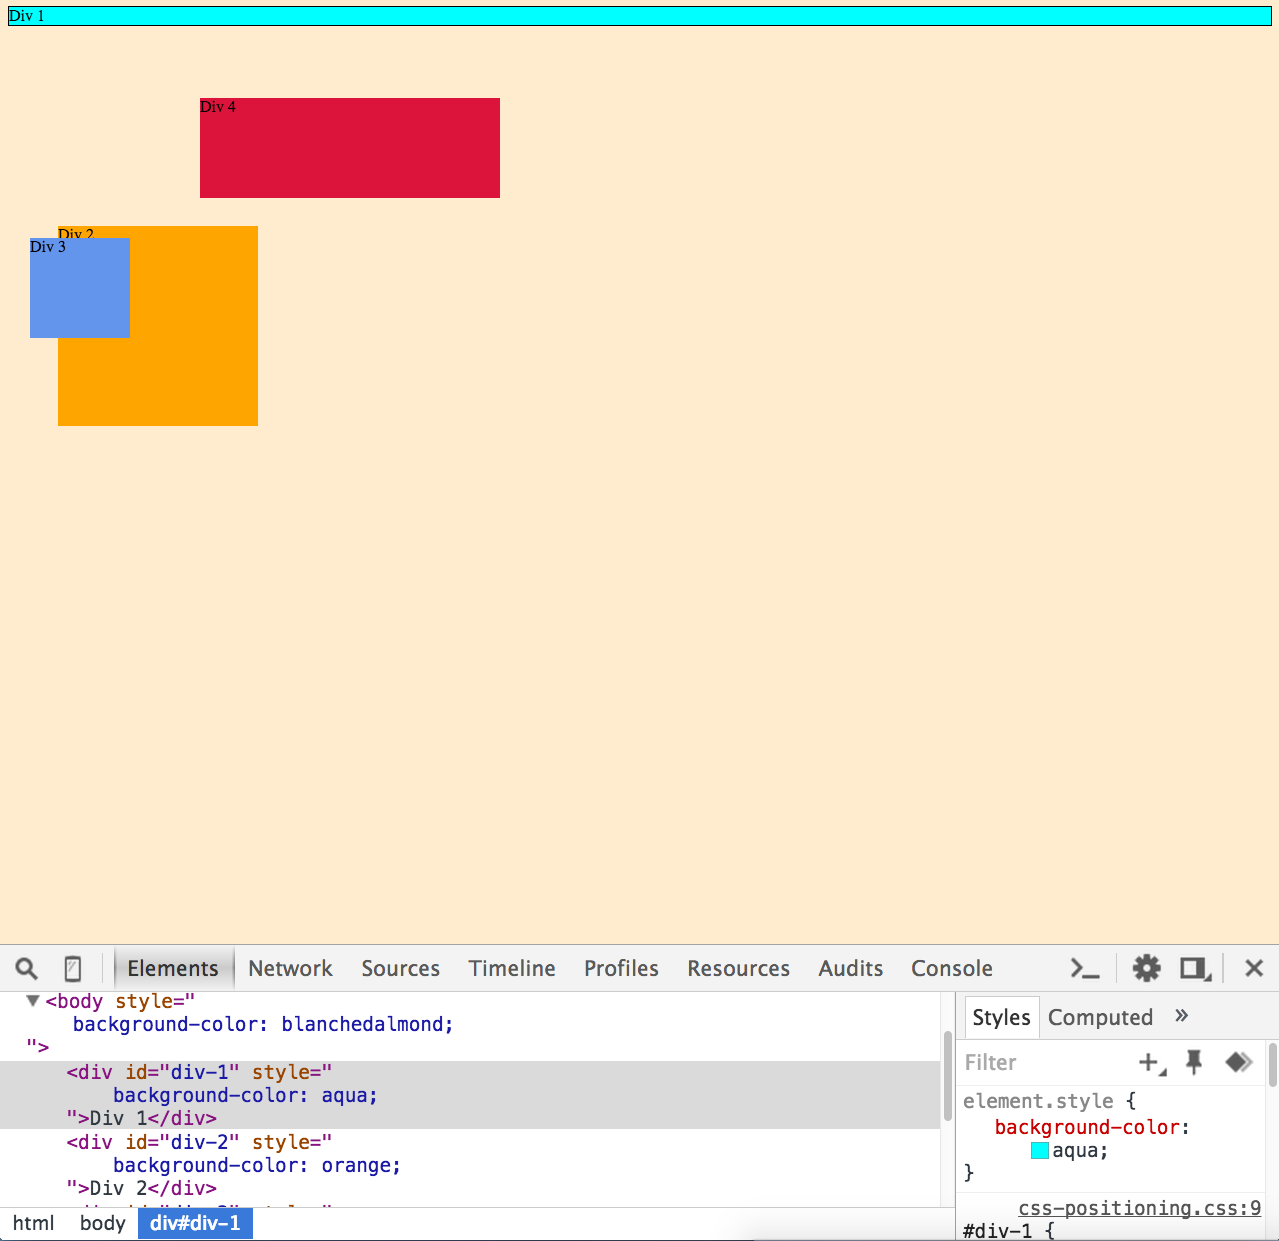 Div 1
Div 4
Div 2
Div 3
Elements Network Sources Timeline Profiles Resources Audits Console
<body style="
background-color: blanchedalmond;
">
<div id="div-1" style="
background-color: aqua;
">Div 1</div>
<div id="div-2" style="
background-color: orange;
">Div 2</div>
html body div#div-1
Styles Computed »
Filter
element.style {
background-color:
aqua;
}
css-positioning.css:9
#div-1 {